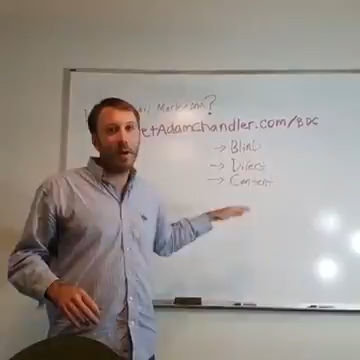 Marketing?
etAdamChandler.com/BDC
→ Blind
→ Direct
→ Content